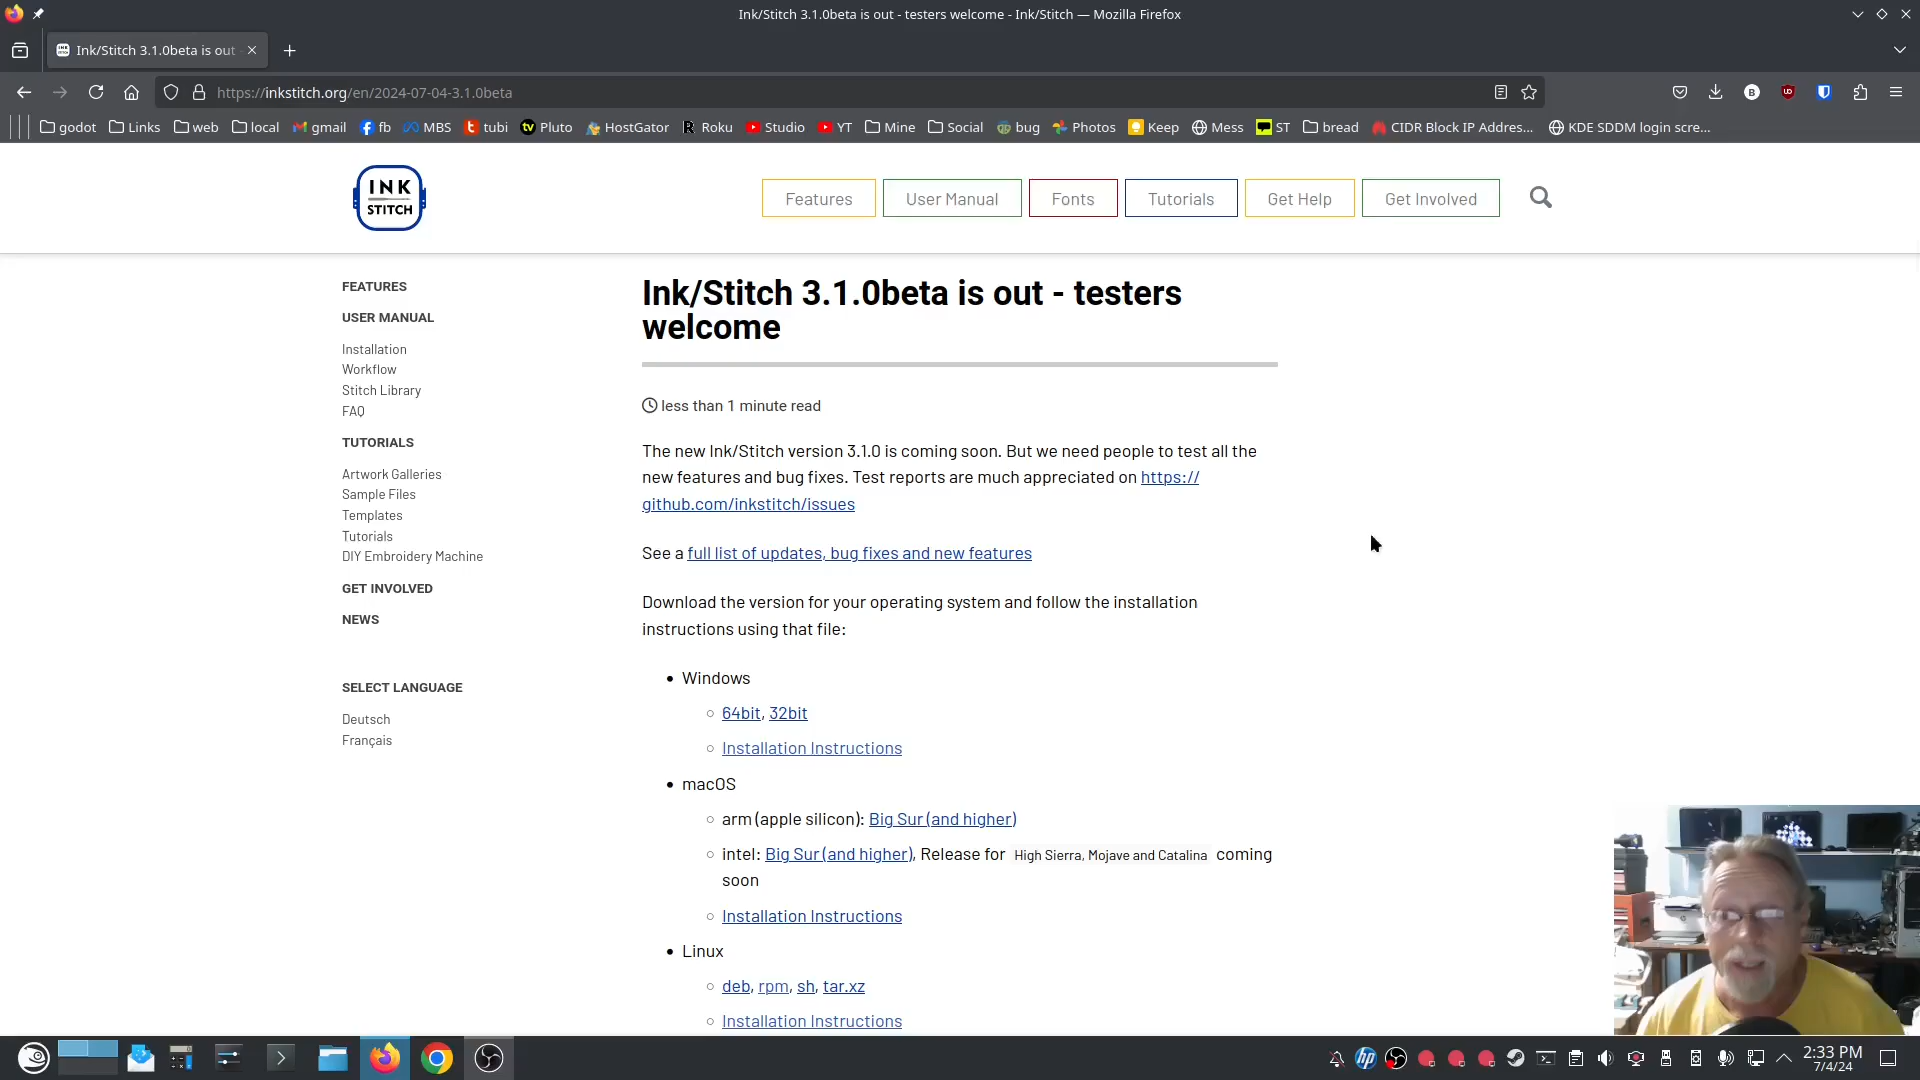 Ink/Stitch 3.1.0beta is out - testers welcome - Ink/Stitch — Mozilla Firefox
Ink/Stitch 3.1.0beta is out
https://inkstitch.org/en/2024-07-04-3.1.0beta
godot Links web local gmail fb MBS tubi Pluto HostGator Roku Studio YT Mine Social bug Photos Keep Mess ST bread CIDR Block IP Addres... KDE SDDM login scre...
INK STITCH
Features User Manual Fonts Tutorials Get Help Get Involved
FEATURES
USER MANUAL
Installation
Workflow
Stitch Library
FAQ
TUTORIALS
Artwork Galleries
Sample Files
Templates
Tutorials
DIY Embroidery Machine
GET INVOLVED
NEWS
SELECT LANGUAGE
Deutsch
Français
Ink/Stitch 3.1.0beta is out - testers
welcome
less than 1 minute read
The new Ink/Stitch version 3.1.0 is coming soon. But we need people to test all the
new features and bug fixes. Test reports are much appreciated on https://
github.com/inkstitch/issues
See a full list of updates, bug fixes and new features
Download the version for your operating system and follow the installation
instructions using that file:
Windows
64bit, 32bit
Installation Instructions
macOS
arm (apple silicon): Big Sur (and higher)
intel: Big Sur (and higher), Release for High Sierra, Mojave and Catalina coming
soon
Installation Instructions
Linux
deb, rpm, sh, tar.xz
Installation Instructions
2:33 PM
7/4/24